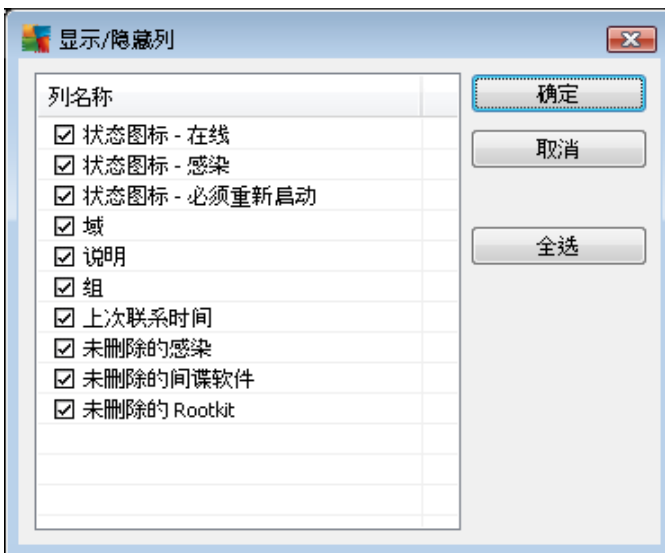 显示/隐藏列
列名称
状态图标 - 在线
状态图标 - 感染
状态图标 - 必须重新启动
域
说明
组
上次联系时间
未删除的感染
未删除的间谍软件
未删除的 Rootkit
确定
取消
全选